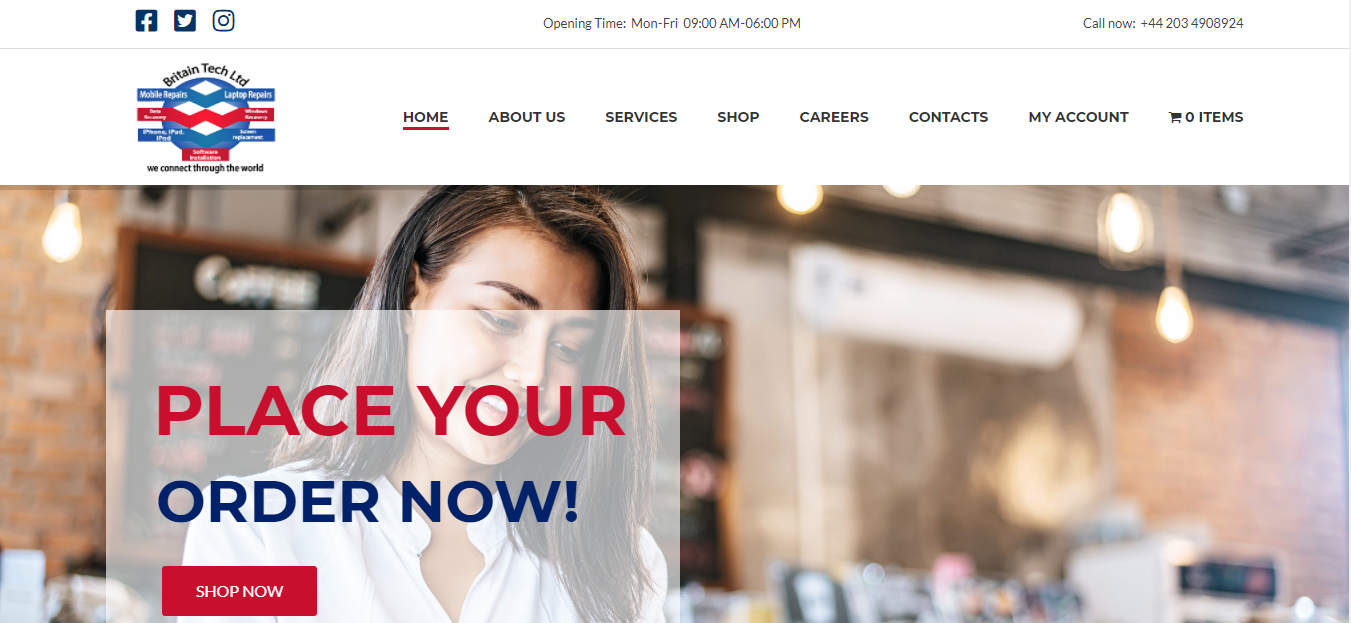 Opening Time: Mon-Fri 09:00 AM-06:00 PM
Call now: +44 203 4908924
Britain Tech Ltd
Mobile Repairs
Laptop Repairs
Data Recovery
Windows Recovery
iPhone, iPad, iPod
Screen replacement
Software Installation
we connect through the world
HOME
ABOUT US
SERVICES
SHOP
CAREERS
CONTACTS
MY ACCOUNT
0 ITEMS
COFFEE
PLACE YOUR
ORDER NOW!
SHOP NOW